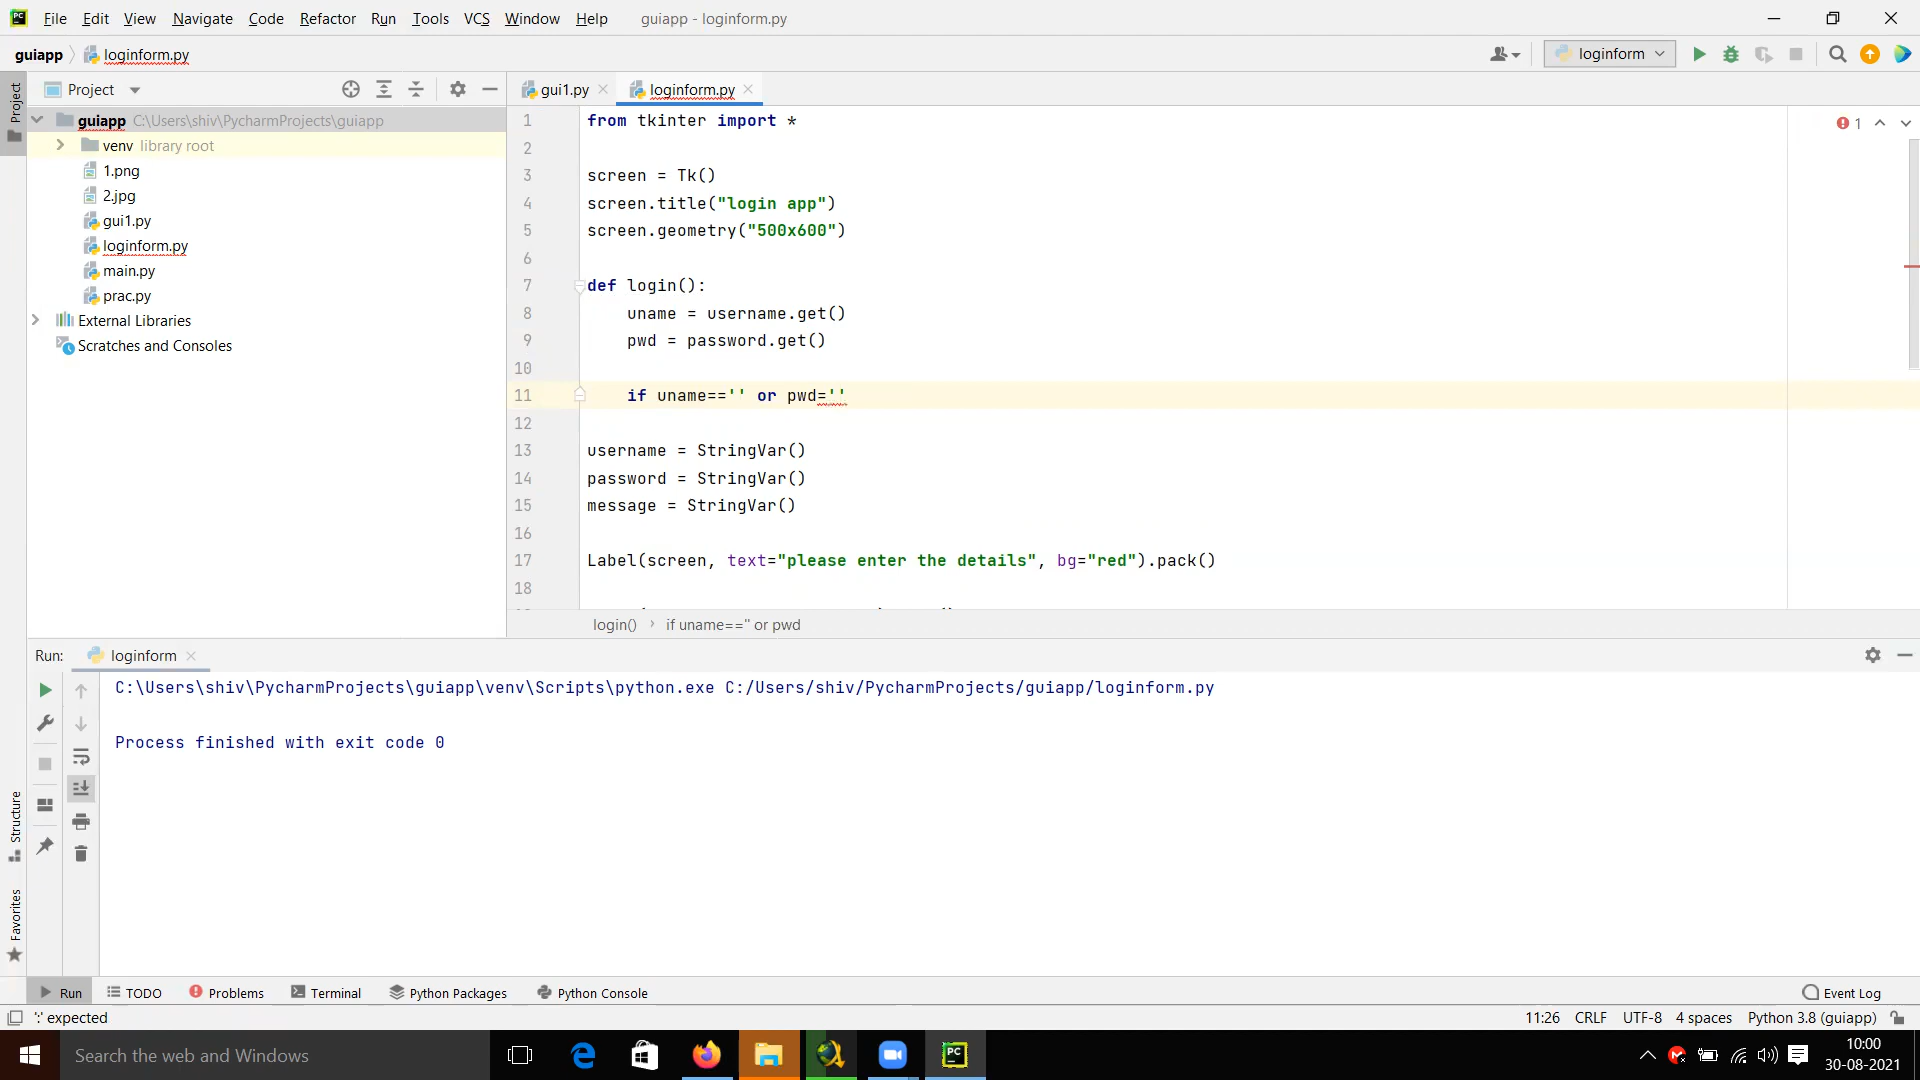 File Edit View Navigate Code Refactor Run Tools VCS Window Help guiapp - loginform.py
guiapp loginform.py
loginform
1
Project
Project
guiapp C:\Users\shiv\PycharmProjects\guiapp
venv library root
1.png
2.jpg
gui1.py
loginform.py
main.py
prac.py
External Libraries
Scratches and Consoles
gui1.py loginform.py
1 from tkinter import *
2
3 screen = Tk()
4 screen.title("login app")
5 screen.geometry("500x600")
6
7 def login():
8 uname = username.get()
9 pwd = password.get()
10
11 if uname=='' or pwd=''
12
13 username = StringVar()
14 password = StringVar()
15 message = StringVar()
16
17 Label(screen, text="please enter the details", bg="red").pack()
18
login() › if uname=='' or pwd
Run: loginform
C:\Users\shiv\PycharmProjects\guiapp\venv\Scripts\python.exe C:/Users/shiv/PycharmProjects/guiapp/loginform.py
Process finished with exit code 0
Structure
Favorites
Run TODO Problems Terminal Python Packages Python Console Event Log
':' expected 11:26 CRLF UTF-8 4 spaces Python 3.8 (guiapp)
Search the web and Windows
PC
10:00
30-08-2021